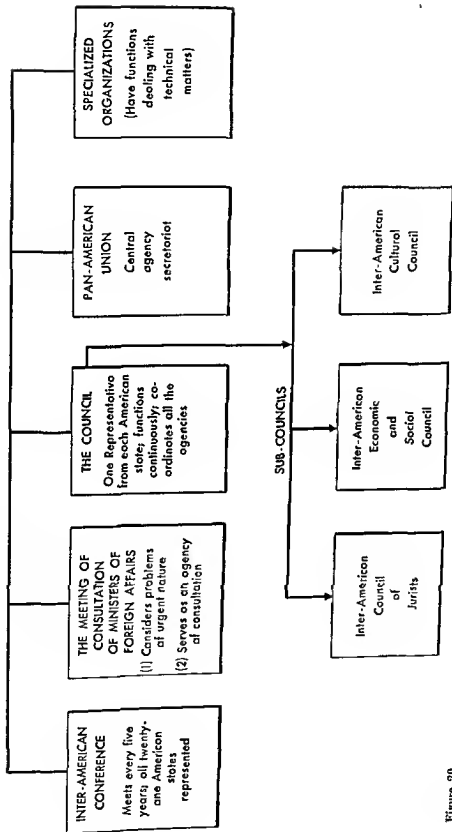 INTER-AMERICAN
CONFERENCE
Meets every five
years; all twenty-
one American
states
represented
THE MEETING OF
CONSULTATION
OF MINISTERS OF
FOREIGN AFFAIRS
(1) Considers problems
of urgent nature
(2) Serves as an agency
of consultation
THE COUNCIL
One Representative
from each American
state; functions
continuously; co-
ordinates all the
agencies
PAN-AMERICAN
UNION
Central
agency
secretariat
SPECIALIZED
ORGANIZATIONS
(Have functions
dealing with
technical
matters)
SUB-COUNCILS
Inter-American
Council
of
Jurists
Inter-American
Economic
and
Social
Council
Inter-American
Cultural
Council